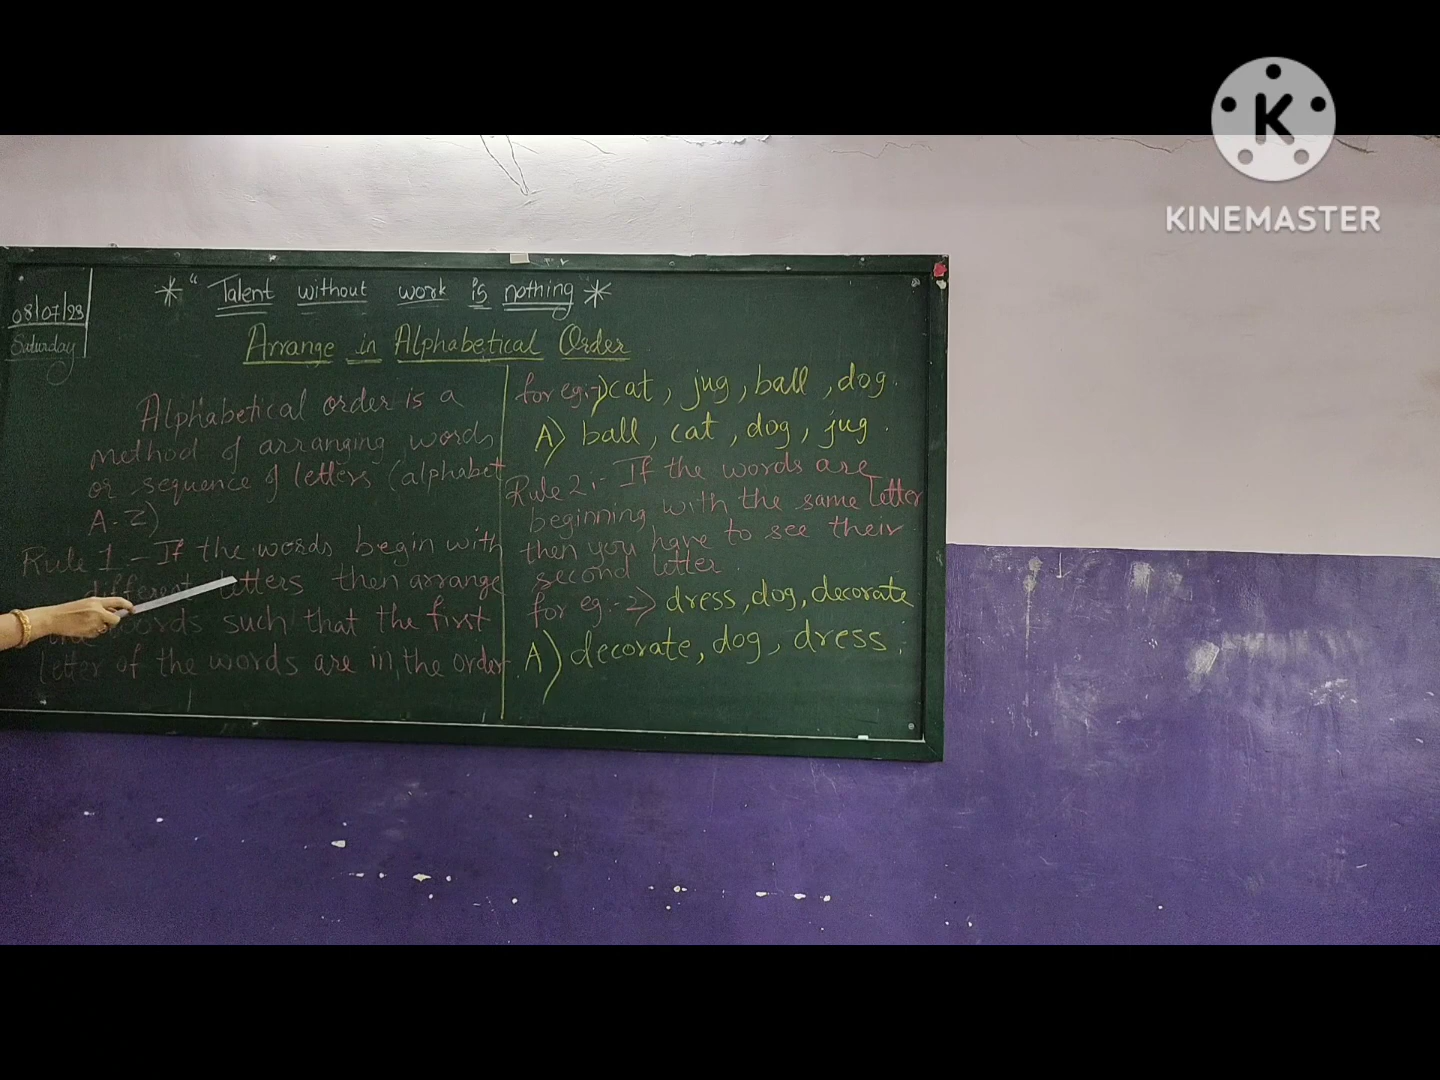 KINEMASTER
08/07/23
Saturday
* " Talent without work is nothing *
Arrange in Alphabetical Order
Alphabetical order is a
method of arranging words
or sequence of letters (alphabet
A-Z)
Rule 1 - If the words begin with
different letters then arrange
words such that the first
letter of the words are in the order.
for eg:- 1) cat, jug, ball, dog.
A) ball, cat, dog, jug.
Rule 2:- If the words are
beginning with the same letter
then you have to see their
second letter
for eg:- 2) dress, dog, decorate
A) decorate, dog, dress.